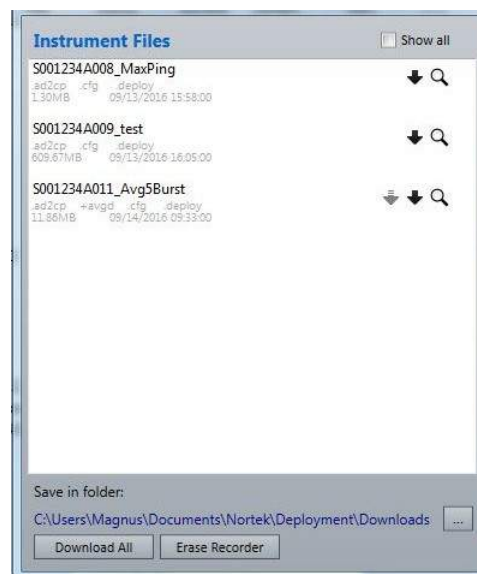 Instrument Files
Show all
S001234A008_MaxPing
.ad2cp .cfg .deploy
1.30MB 09/13/2016 15:58:00
S001234A009_test
.ad2cp .cfg .deploy
609.67MB 09/13/2016 16:05:00
S001234A011_Avg5Burst
.ad2cp +avgd .cfg .deploy
11.86MB 09/14/2016 09:33:00
Save in folder:
C:\Users\Magnus\Documents\Nortek\Deployment\Downloads ...
Download All Erase Recorder